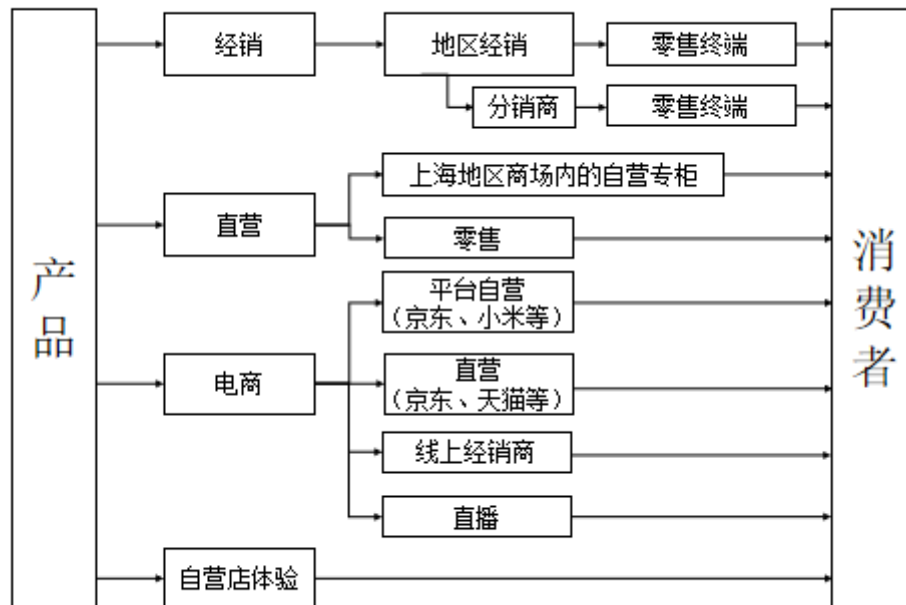 产品
经销
地区经销
零售终端
分销商
零售终端
直营
上海地区商场内的自营专柜
零售
电商
平台自营
（京东、小米等）
直营
（京东、天猫等）
线上经销商
直播
自营店体验
消费者